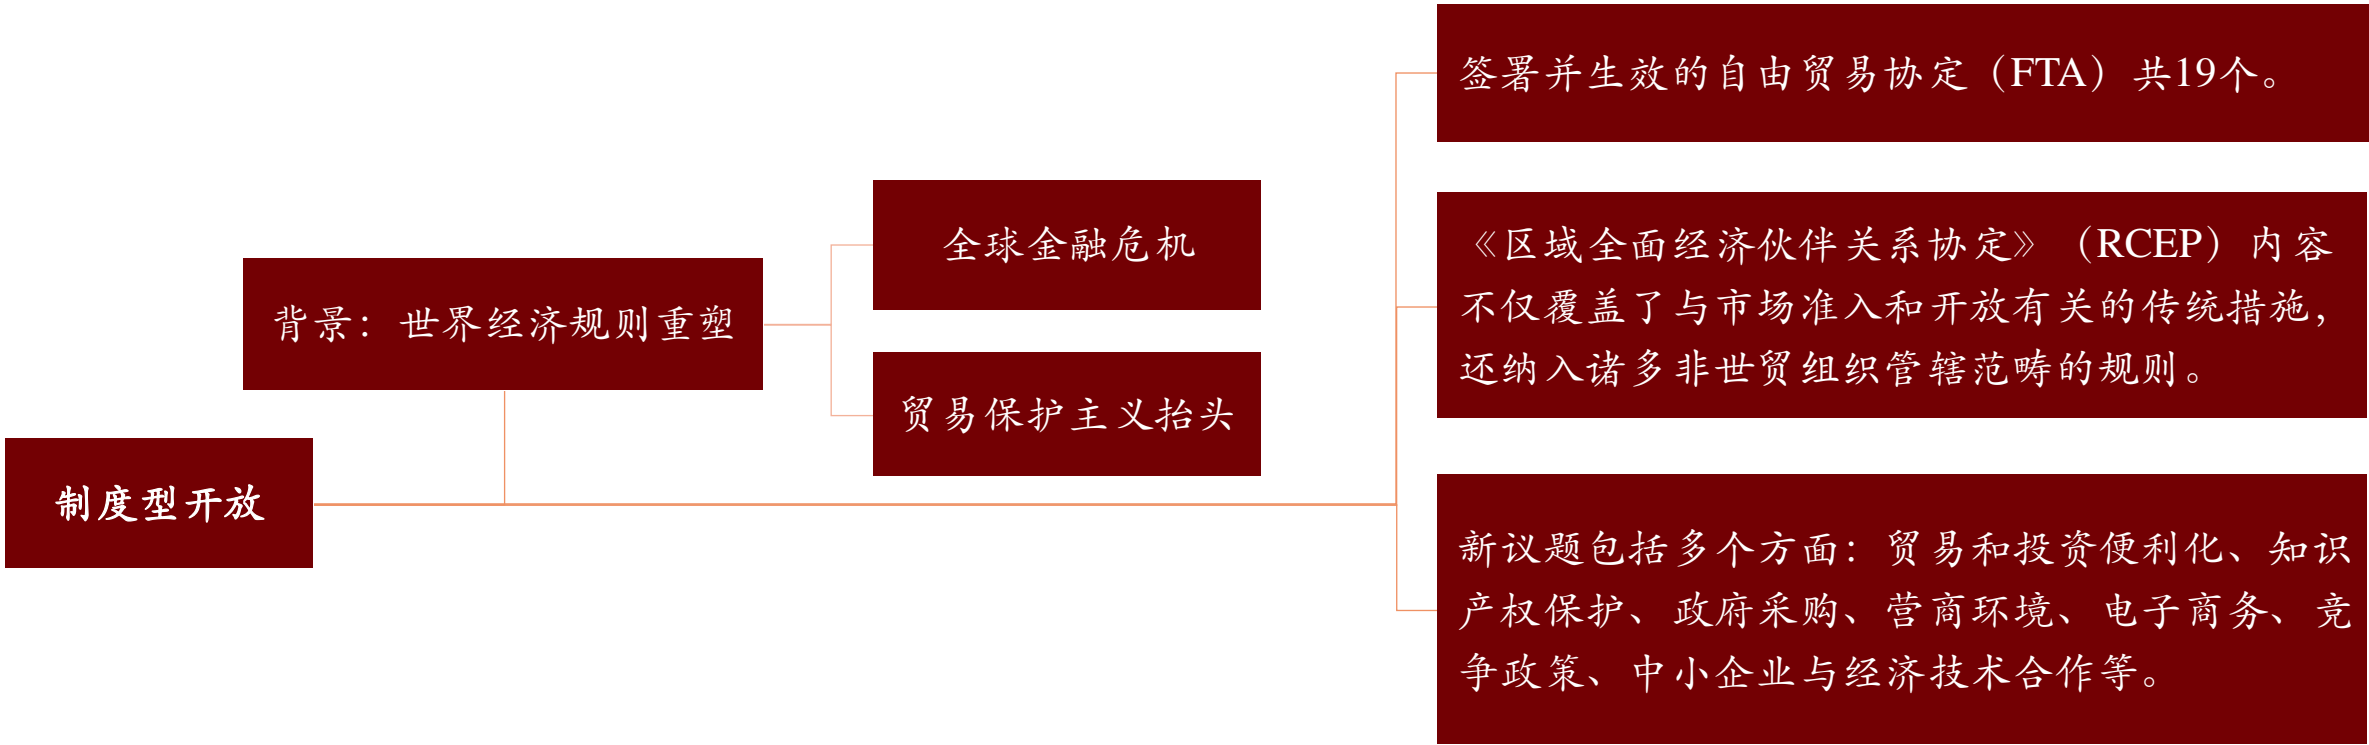 制度型开放
背景：世界经济规则重塑
全球金融危机
贸易保护主义抬头
签署并生效的自由贸易协定（FTA）共19个。
《区域全面经济伙伴关系协定》（RCEP）内容
不仅覆盖了与市场准入和开放有关的传统措施，
还纳入诸多非世贸组织管辖范畴的规则。
新议题包括多个方面：贸易和投资便利化、知识
产权保护、政府采购、营商环境、电子商务、竞
争政策、中小企业与经济技术合作等。